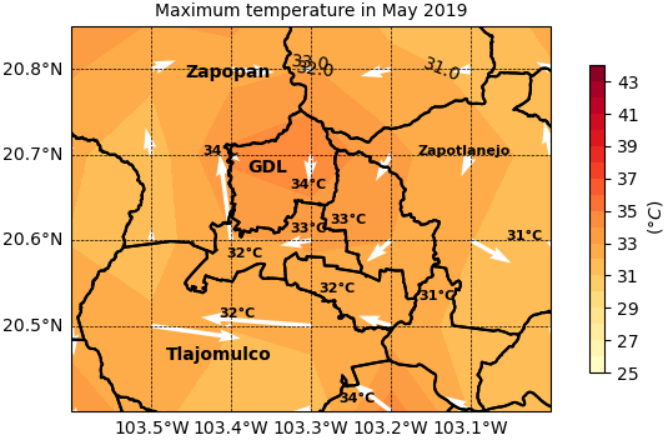 Maximum temperature in May 2019
20.8°N
20.7°N
20.6°N
20.5°N
33.0
32.0
31.0
Zapopan
34
GDL
Zapotlanejo
34°C
33°C
33°C
31°C
32°C
32°C
31°C
32°C
Tlajomulco
34°C
103.5°W 103.4°W 103.3°W 103.2°W 103.1°W
43
41
39
37
35
33
31
29
27
25
(°C)